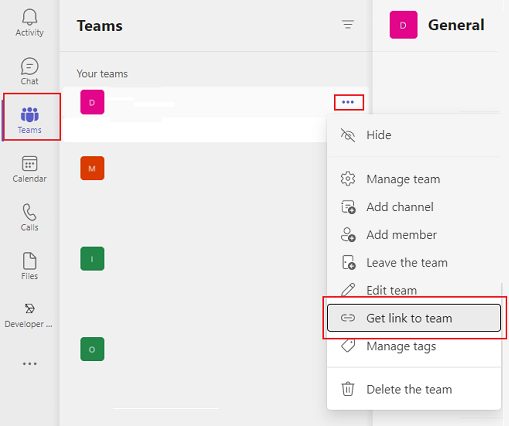 Activity
Chat
Teams
Calendar
Calls
Files
Developer ...
Teams
Your teams
D
M
I
O
D General
Hide
Manage team
Add channel
Add member
Leave the team
Edit team
Get link to team
Manage tags
Delete the team